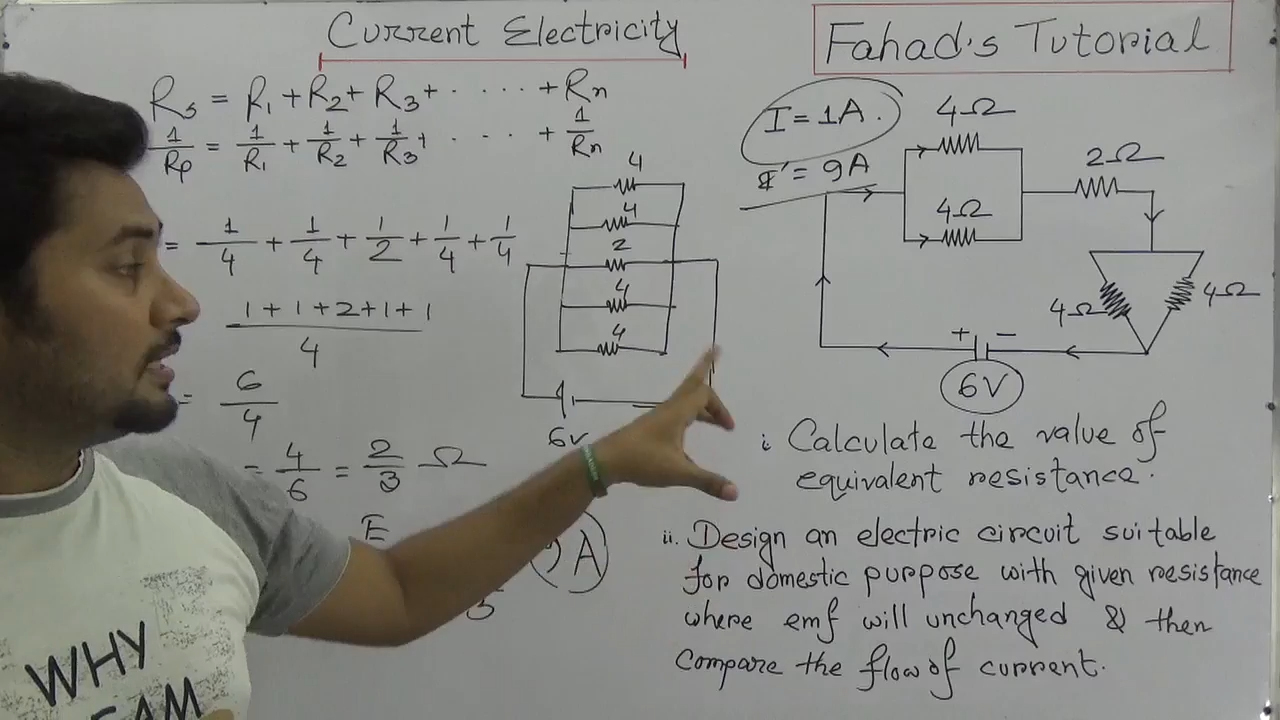 Current Electricity
Fahad's Tutorial
Rs = R1 + R2 + R3 + ..... + Rn
1/Rp = 1/R1 + 1/R2 + 1/R3 + ..... + 1/Rn
= 1/4 + 1/4 + 1/2 + 1/4 + 1/4
1+1+2+1+1 / 4
= 6/4
= 4/6 = 2/3 Ω
E
A
4
4
2
4
4
6v
I = 1A.
I' = 9A
4Ω
4Ω
2Ω
4Ω
4Ω
+ −
6V
i. Calculate the value of
equivalent resistance.
ii. Design an electric circuit suitable
for domestic purpose with given resistance
where emf will unchanged & then
compare the flow of current.
WHY